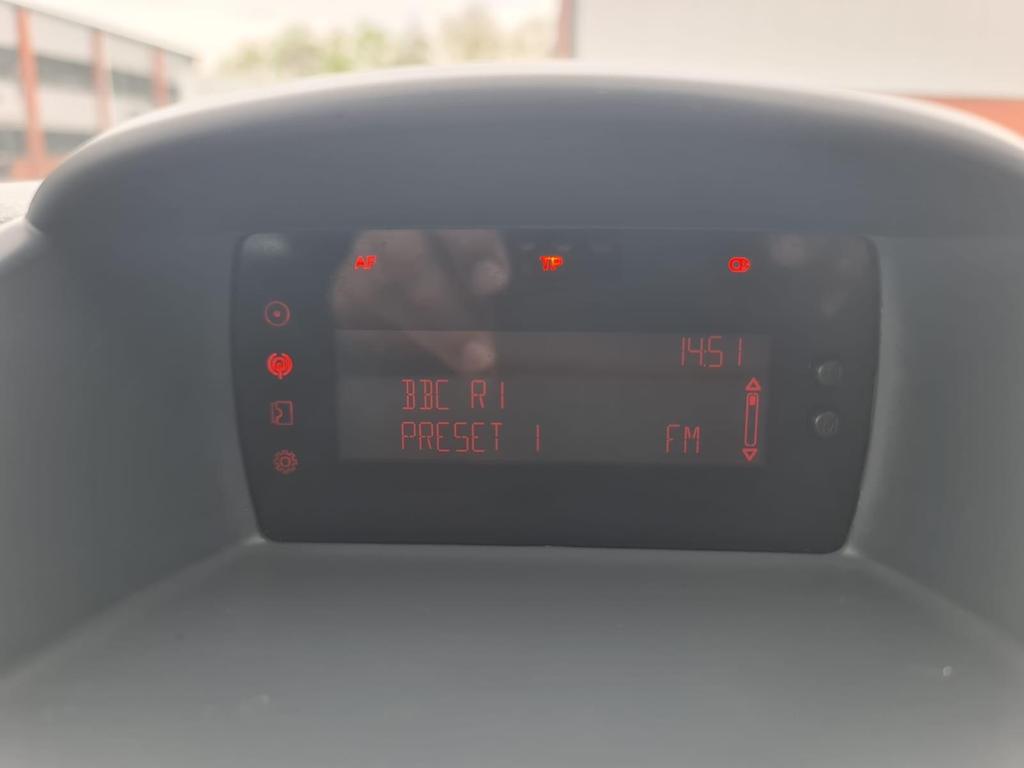 AF TP
14:51
BBC R1
PRESET 1 FM